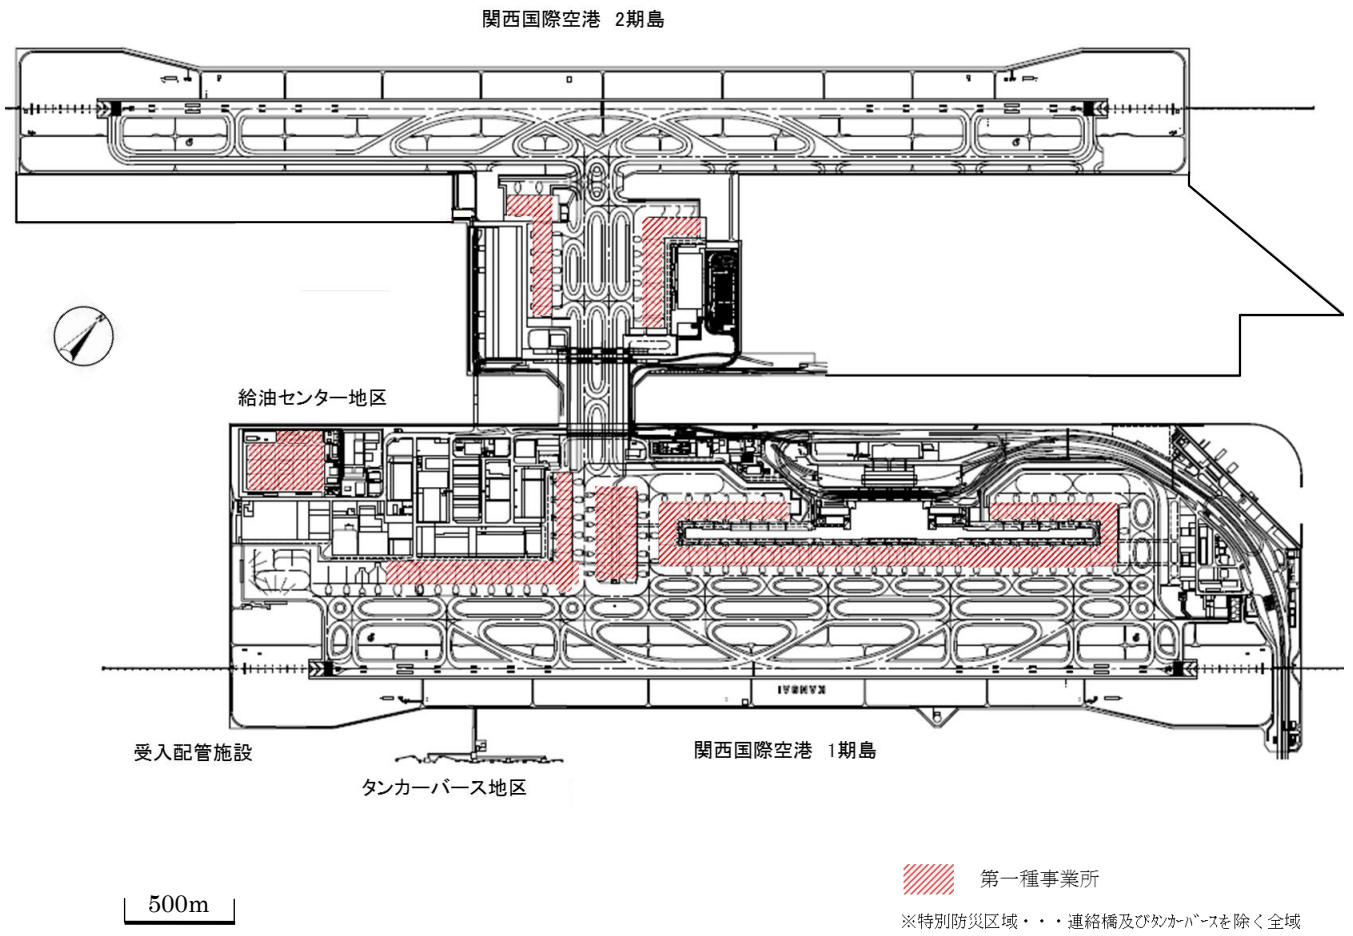 関西国際空港 2期島
給油センター地区
KANSAI
受入配管施設
関西国際空港 1期島
タンカーバース地区
第一種事業所
500m
※特別防災区域・・・連絡橋及びﾀﾝｶｰﾊﾞｰｽを除く全域